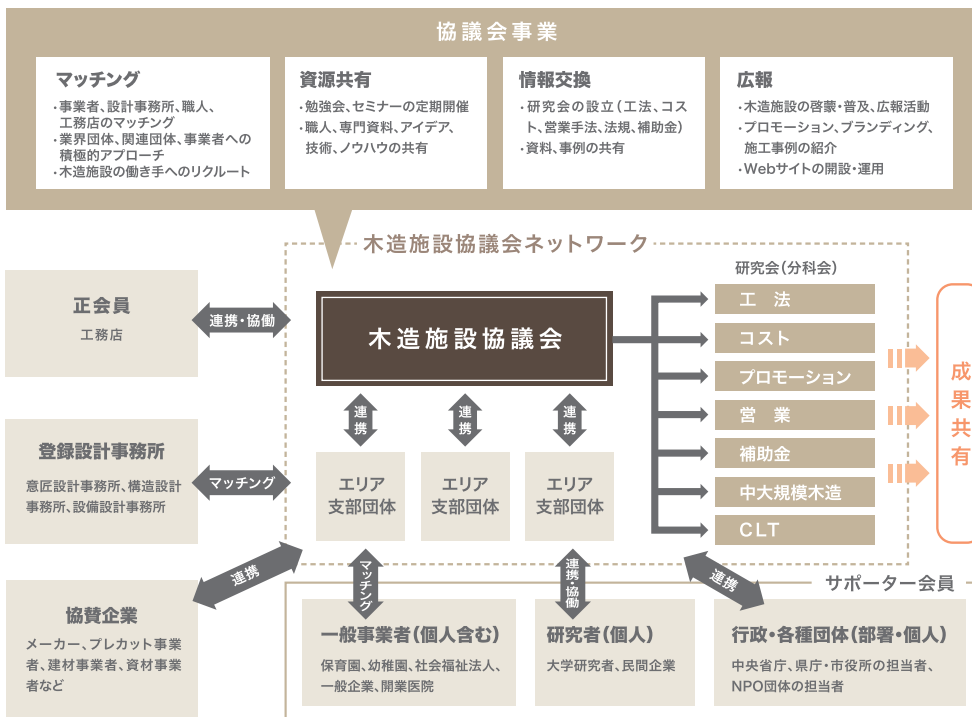 協議会事業
マッチング
・事業者、設計事務所、職人、
工務店のマッチング
・業界団体、関連団体、事業者への
積極的アプローチ
・木造施設の働き手へのリクルート
資源共有
・勉強会、セミナーの定期開催
・職人、専門資料、アイデア、
技術、ノウハウの共有
情報交換
・研究会の設立（工法、コス
ト、営業手法、法規、補助金）
・資料、事例の共有
広報
・木造施設の啓蒙・普及、広報活動
・プロモーション、ブランディング、
施工事例の紹介
・Webサイトの開設・運用
木造施設協議会ネットワーク
正会員
工務店
連携・協働
木造施設協議会
研究会（分科会）
工　法
コスト
プロモーション
営　業
補助金
中大規模木造
CLT
成果共有
連携
連携
連携
登録設計事務所
意匠設計事務所、構造設計
事務所、設備設計事務所
マッチング
エリア
支部団体
エリア
支部団体
エリア
支部団体
連携
マッチング
連携・協働
連携
サポーター会員
協賛企業
メーカー、プレカット事業
者、建材事業者、資材事業
者など
一般事業者（個人含む）
保育園、幼稚園、社会福祉法人、
一般企業、開業医院
研究者（個人）
大学研究者、民間企業
行政・各種団体（部署・個人）
中央省庁、県庁・市役所の担当者、
NPO団体の担当者